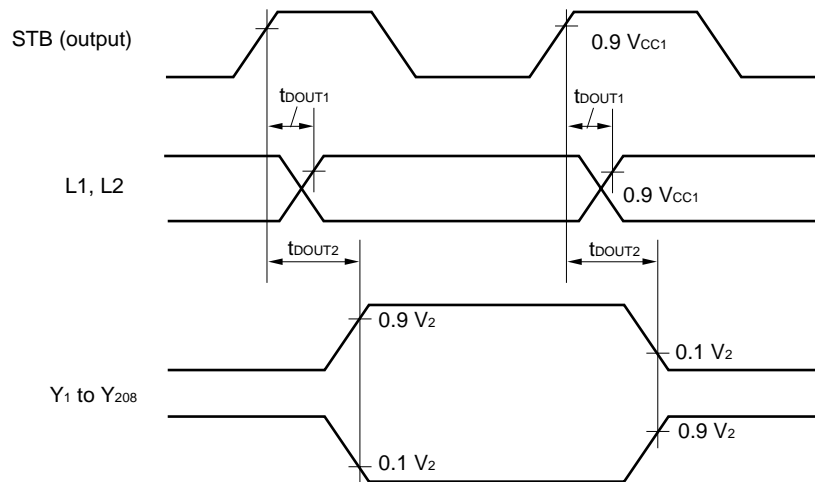 STB (output)
0.9 VCC1
tDOUT1
tDOUT1
L1, L2
0.9 VCC1
tDOUT2
tDOUT2
0.9 V2
0.1 V2
Y1 to Y208
0.9 V2
0.1 V2